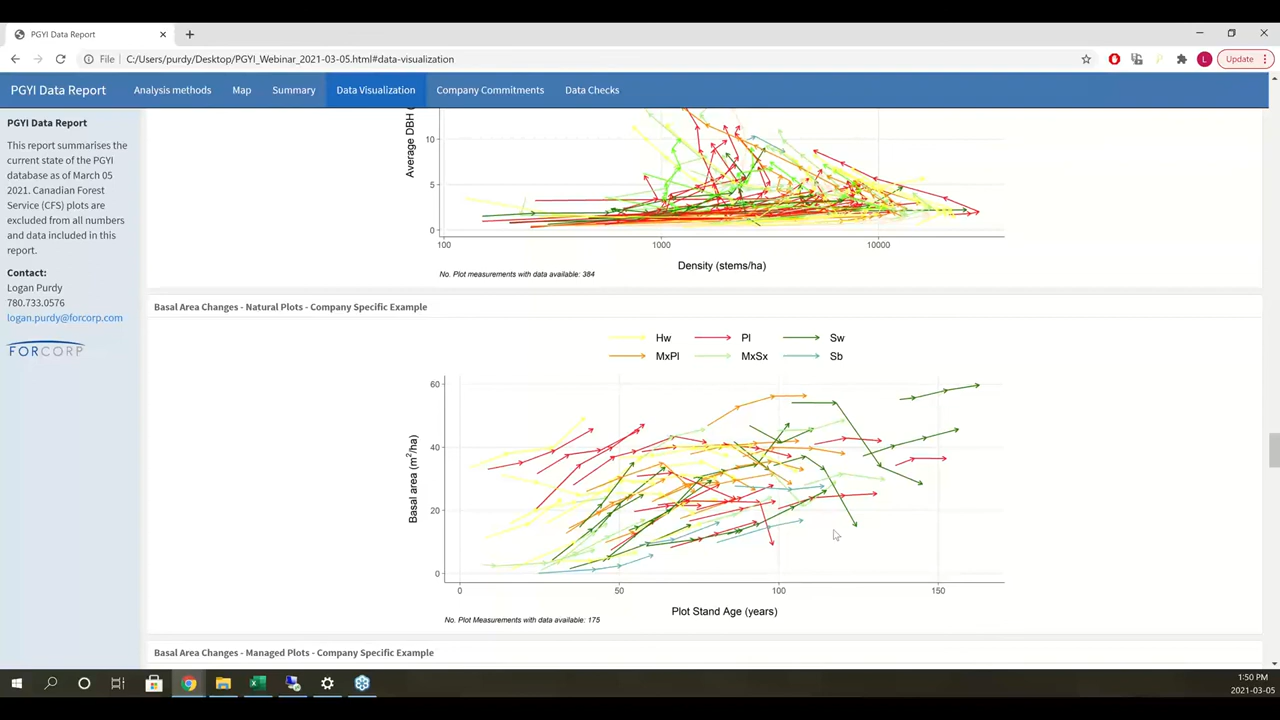 PGYI Data Report
File
C:/Users/purdy/Desktop/PGYI_Webinar_2021-03-05.html#data-visualization
L
Update
PGYI Data Report
Analysis methods
Map
Summary
Data Visualization
Company Commitments
Data Checks
PGYI Data Report
This report summarises the
current state of the PGYI
database as of March 05
2021. Canadian Forest
Service (CFS) plots are
excluded from all numbers
and data included in this
report.
Contact:
Logan Purdy
780.733.0576
logan.purdy@forcorp.com
FORCORP
Average DBH (
10
5
0
100
1000
10000
Density (stems/ha)
No. Plot measurements with data available: 384
Basal Area Changes - Natural Plots - Company Specific Example
Hw
Pl
Sw
MxPl
MxSx
Sb
Basal area (m²/ha)
60
40
20
0
0
50
100
150
Plot Stand Age (years)
No. Plot Measurements with data available: 175
Basal Area Changes - Managed Plots - Company Specific Example
1:50 PM
2021-03-05